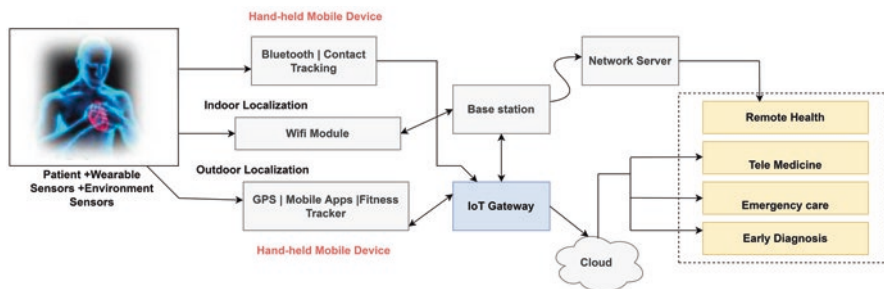 Hand-held Mobile Device
Bluetooth | Contact
Tracking
Indoor Localization
Wifi Module
Outdoor Localization
Patient +Wearable
Sensors +Environment
Sensors
GPS | Mobile Apps |Fitness
Tracker
Hand-held Mobile Device
Base station
IoT Gateway
Cloud
Network Server
Remote Health
Tele Medicine
Emergency care
Early Diagnosis